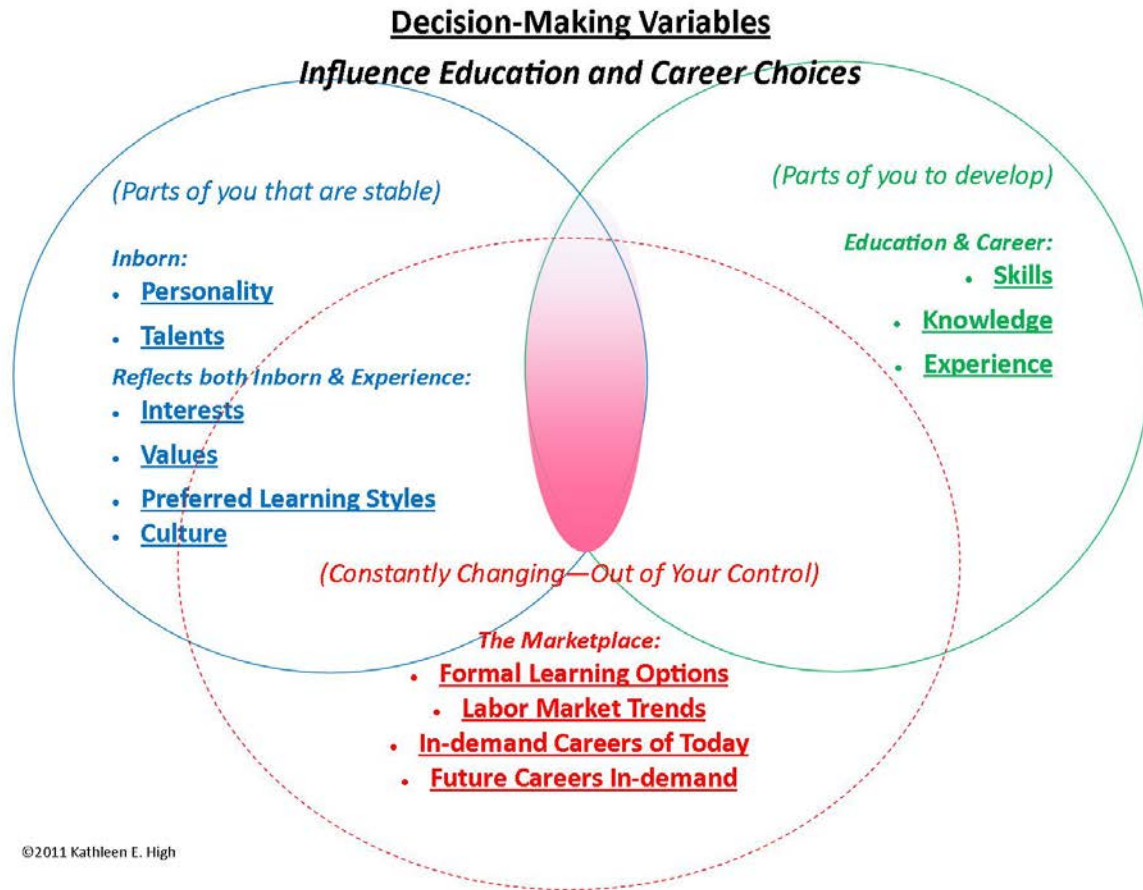 Decision-Making Variables
Influence Education and Career Choices
(Parts of you that are stable)
Inborn:
• Personality
• Talents
Reflects both Inborn & Experience:
• Interests
• Values
• Preferred Learning Styles
• Culture
(Parts of you to develop)
Education & Career:
• Skills
• Knowledge
• Experience
(Constantly Changing—Out of Your Control)
The Marketplace:
• Formal Learning Options
• Labor Market Trends
• In-demand Careers of Today
• Future Careers In-demand
©2011 Kathleen E. High